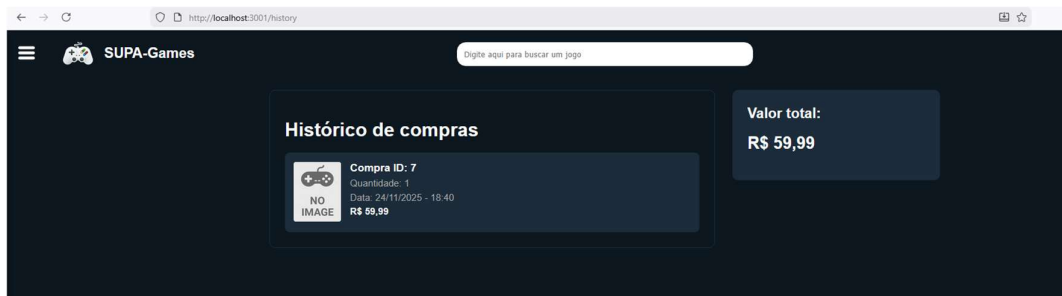 http://localhost:3001/history
SUPA-Games
Digite aqui para buscar um jogo
Histórico de compras
NO
IMAGE
Compra ID: 7
Quantidade: 1
Data: 24/11/2025 - 18:40
R$ 59,99
Valor total:
R$ 59,99